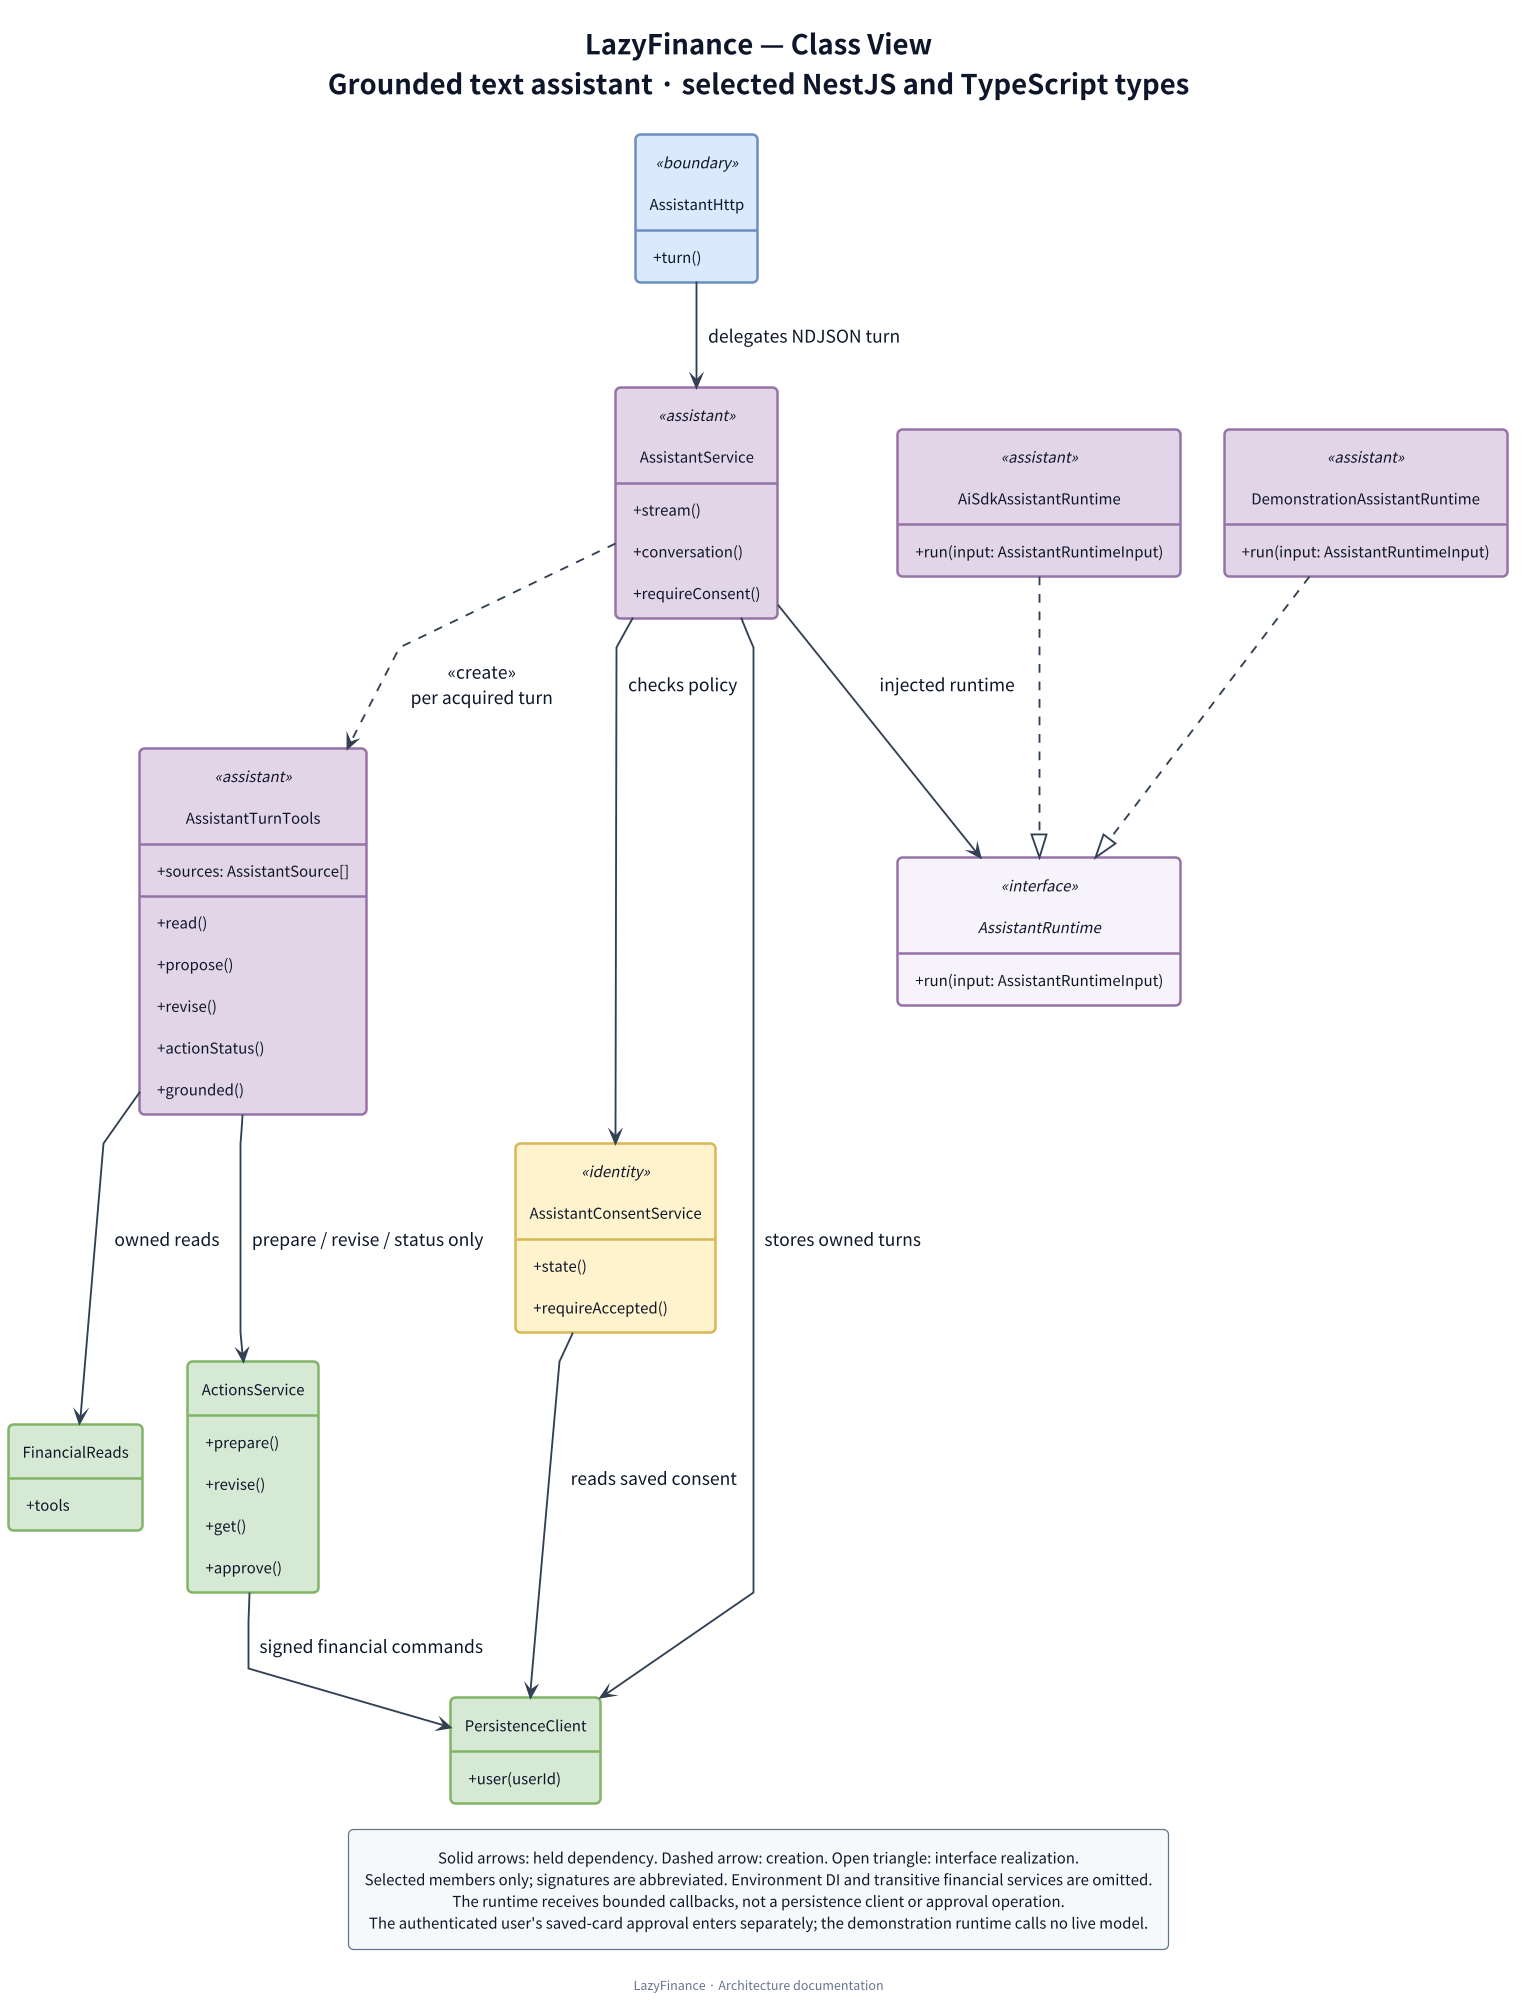 LazyFinance — Class View
Grounded text assistant · selected NestJS and TypeScript types
«boundary»
AssistantHttp
+turn()
delegates NDJSON turn
«assistant»
AssistantService
+stream()
+conversation()
+requireConsent()
«assistant»
AiSdkAssistantRuntime
+run(input: AssistantRuntimeInput)
«assistant»
DemonstrationAssistantRuntime
+run(input: AssistantRuntimeInput)
«create»
per acquired turn
checks policy
injected runtime
«assistant»
AssistantTurnTools
+sources: AssistantSource[]
+read()
+propose()
+revise()
+actionStatus()
+grounded()
«interface»
AssistantRuntime
+run(input: AssistantRuntimeInput)
owned reads
prepare / revise / status only
«identity»
AssistantConsentService
+state()
+requireAccepted()
stores owned turns
FinancialReads
+tools
ActionsService
+prepare()
+revise()
+get()
+approve()
reads saved consent
signed financial commands
PersistenceClient
+user(userId)
Solid arrows: held dependency. Dashed arrow: creation. Open triangle: interface realization.
Selected members only; signatures are abbreviated. Environment DI and transitive financial services are omitted.
The runtime receives bounded callbacks, not a persistence client or approval operation.
The authenticated user's saved-card approval enters separately; the demonstration runtime calls no live model.
LazyFinance · Architecture documentation